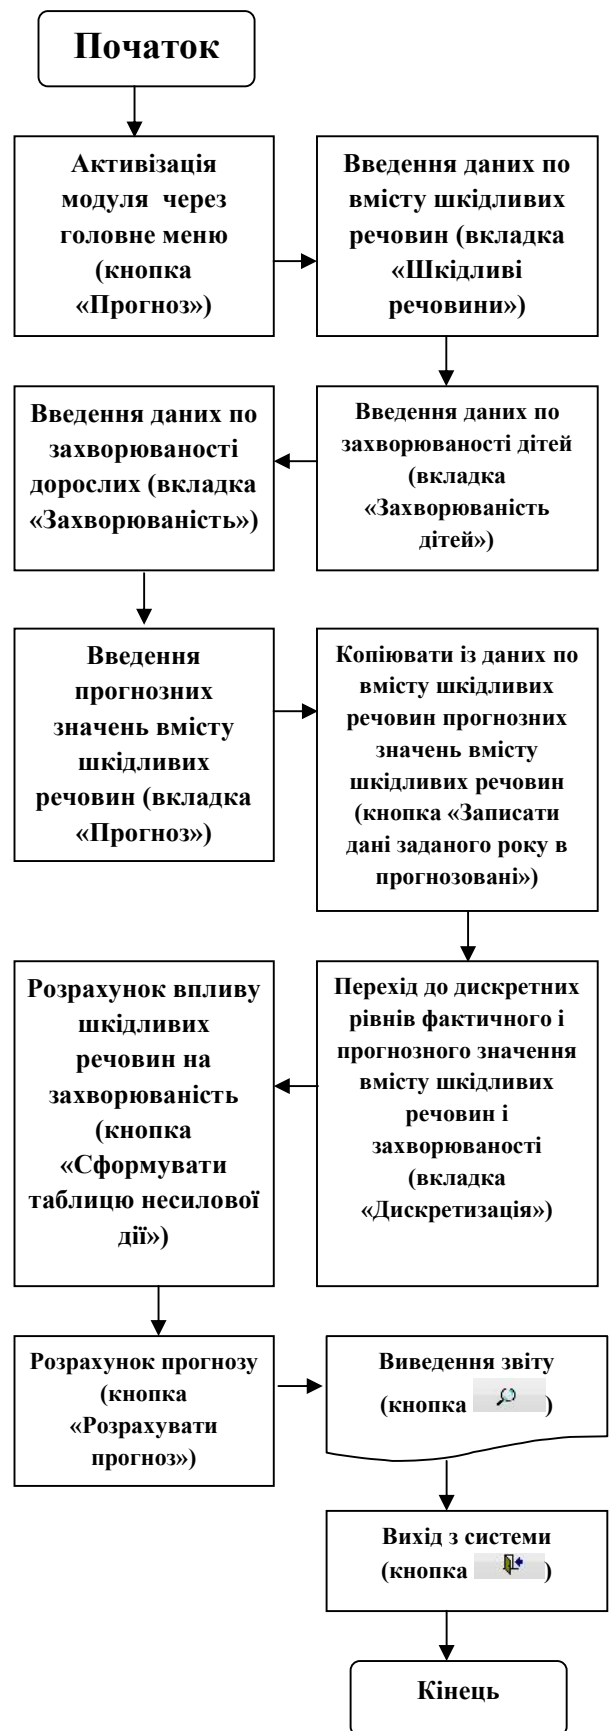 Початок
Активізація
модуля через
головне меню
(кнопка
«Прогноз»)
Введення даних по
вмісту шкідливих
речовин (вкладка
«Шкідливі
речовини»)
Введення даних по
захворюваності дітей
(вкладка
«Захворюваність
дітей»)
Введення даних по
захворюваності
дорослих (вкладка
«Захворюваність»)
Введення
прогнозних
значень вмісту
шкідливих
речовин (вкладка
«Прогноз»)
Копіювати із даних по
вмісту шкідливих
речовин прогнозних
значень вмісту
шкідливих речовин
(кнопка «Записати
дані заданого року в
прогнозовані»)
Перехід до дискретних
рівнів фактичного і
прогнозного значення
вмісту шкідливих
речовин і
захворюваності
(вкладка
«Дискретизація»)
Розрахунок впливу
шкідливих
речовин на
захворюваність
(кнопка
«Сформувати
таблицю несилової
дії»)
Розрахунок прогнозу
(кнопка
«Розрахувати
прогноз»)
Виведення звіту
(кнопка )
Вихід з системи
(кнопка )
Кінець